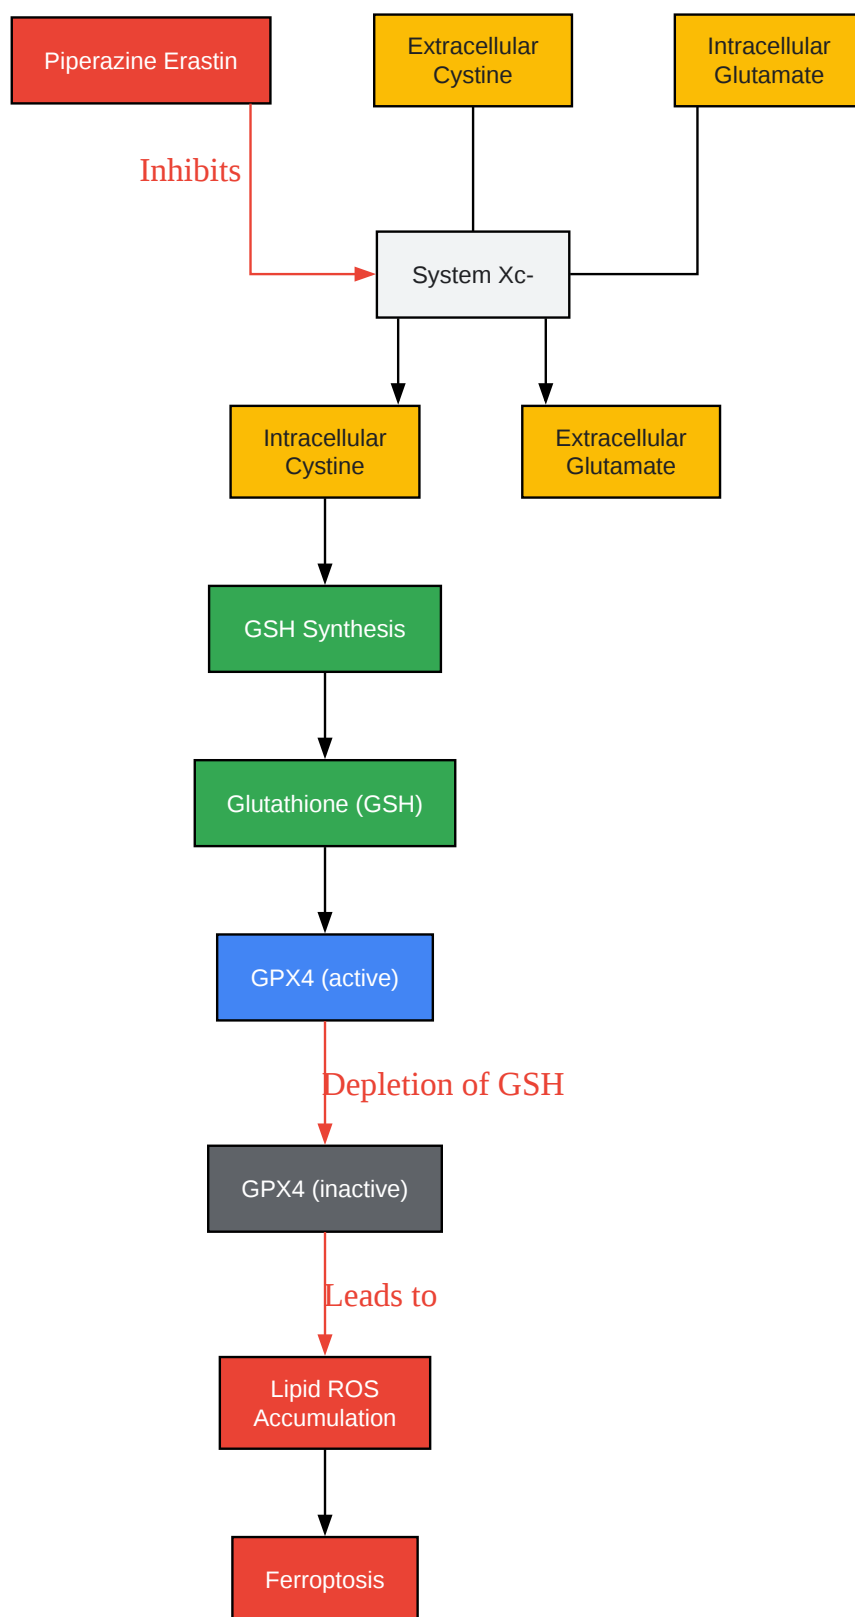 Piperazine Erastin
Extracellular
Cystine
Intracellular
Glutamate
Inhibits
System Xc-
Intracellular
Cystine
Extracellular
Glutamate
GSH Synthesis
Glutathione (GSH)
GPX4 (active)
Depletion of GSH
GPX4 (inactive)
Leads to
Lipid ROS
Accumulation
Ferroptosis